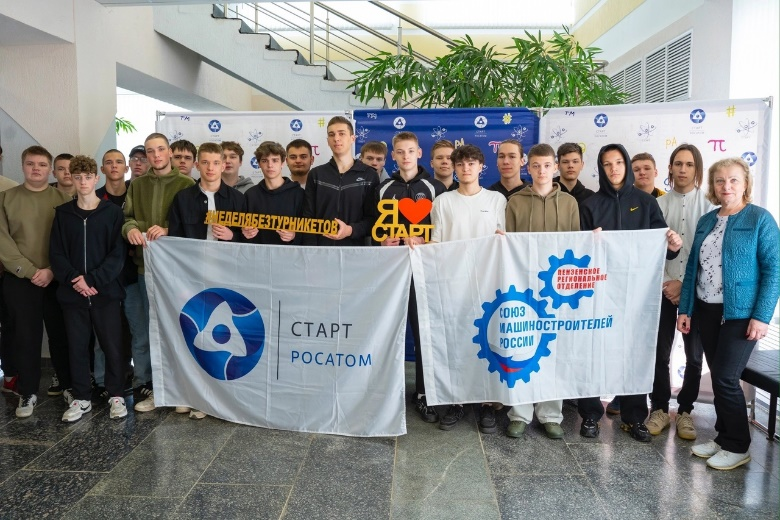 #НЕДЕЛЯБЕЗТУРНИКЕТОВ
Я
СТАРТ
СТАРТ
РОСАТОМ
ПЕНЗЕНСКОЕ
РЕГИОНАЛЬНОЕ
ОТДЕЛЕНИЕ
СОЮЗ
МАШИНОСТРОИТЕЛЕЙ
РОССИИ